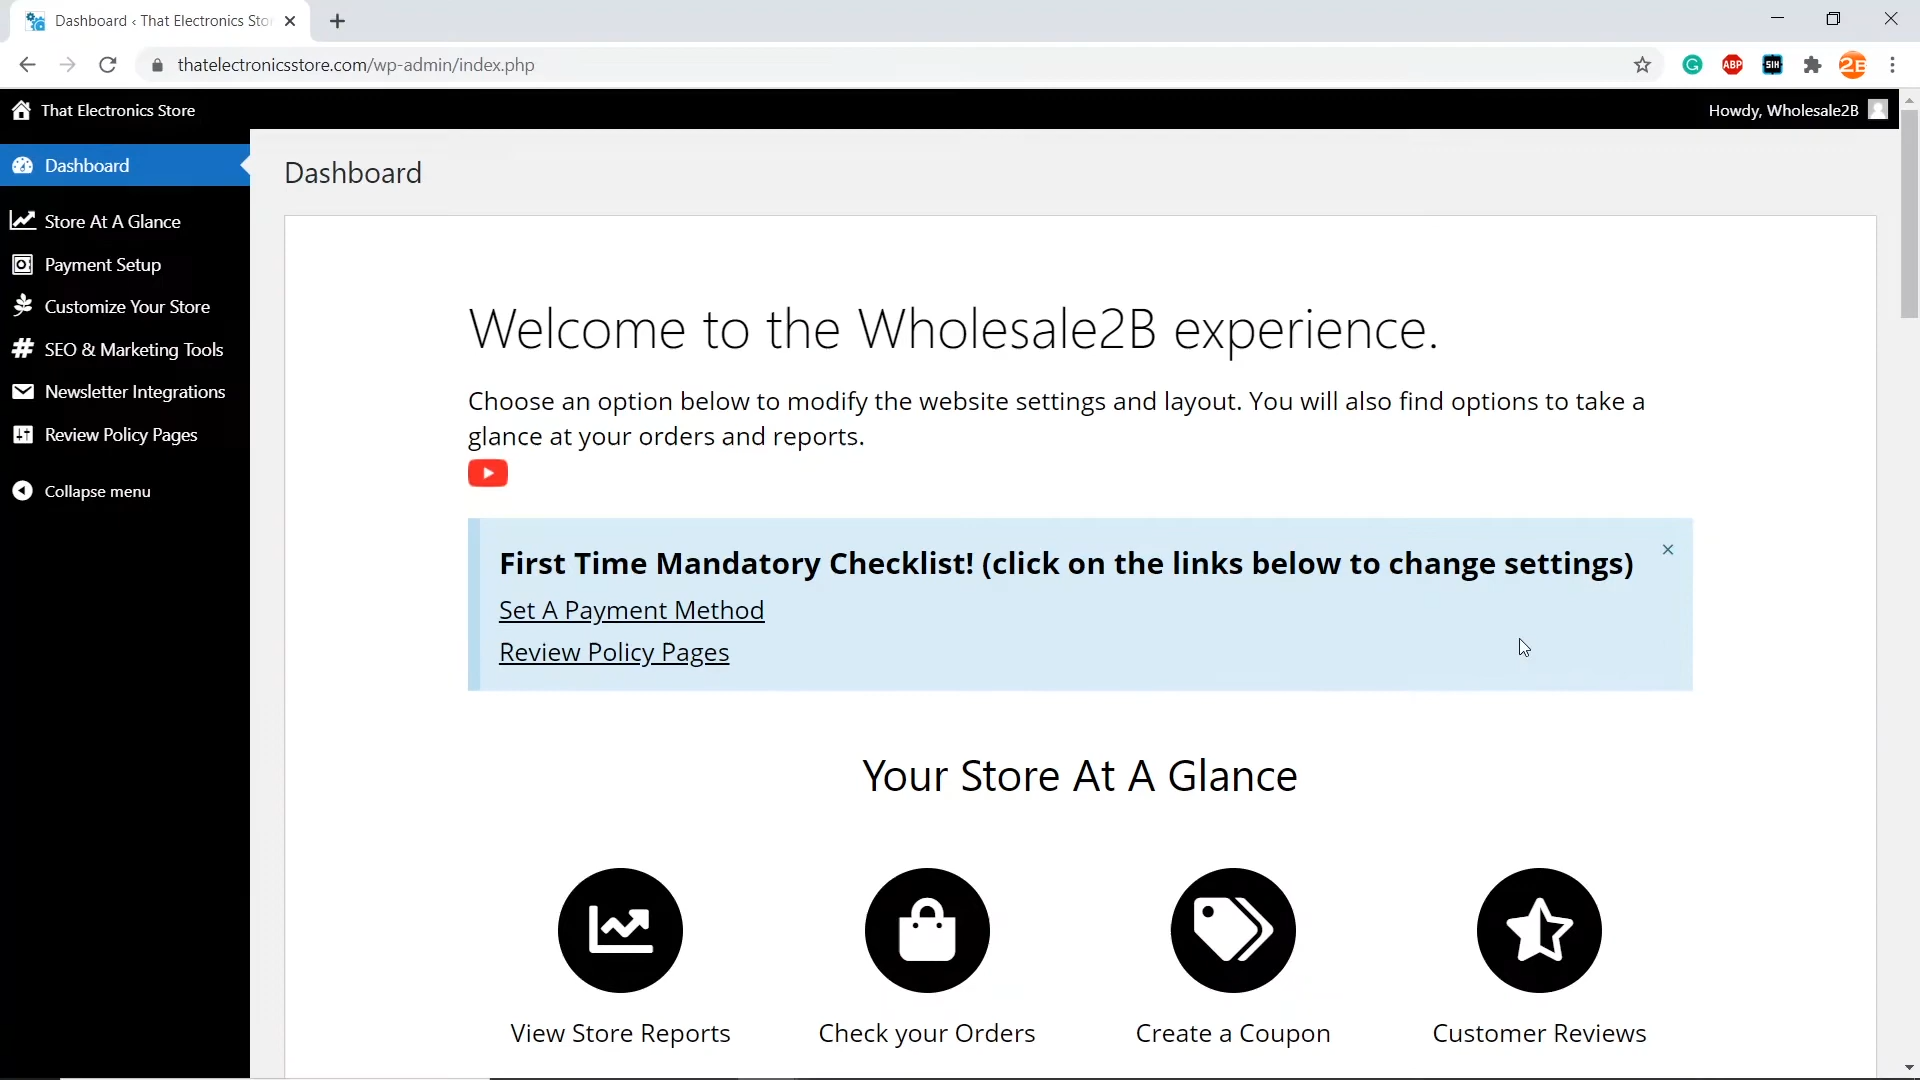 Dashboard ‹ That Electronics Stor
thatelectronicsstore.com/wp-admin/index.php
ABP
SIH
2B
That Electronics Store
Howdy, Wholesale2B
Dashboard
Store At A Glance
Payment Setup
Customize Your Store
SEO & Marketing Tools
Newsletter Integrations
Review Policy Pages
Collapse menu
Dashboard
Welcome to the Wholesale2B experience.
Choose an option below to modify the website settings and layout. You will also find options to take a
glance at your orders and reports.
First Time Mandatory Checklist! (click on the links below to change settings)
Set A Payment Method
Review Policy Pages
Your Store At A Glance
View Store Reports
Check your Orders
Create a Coupon
Customer Reviews